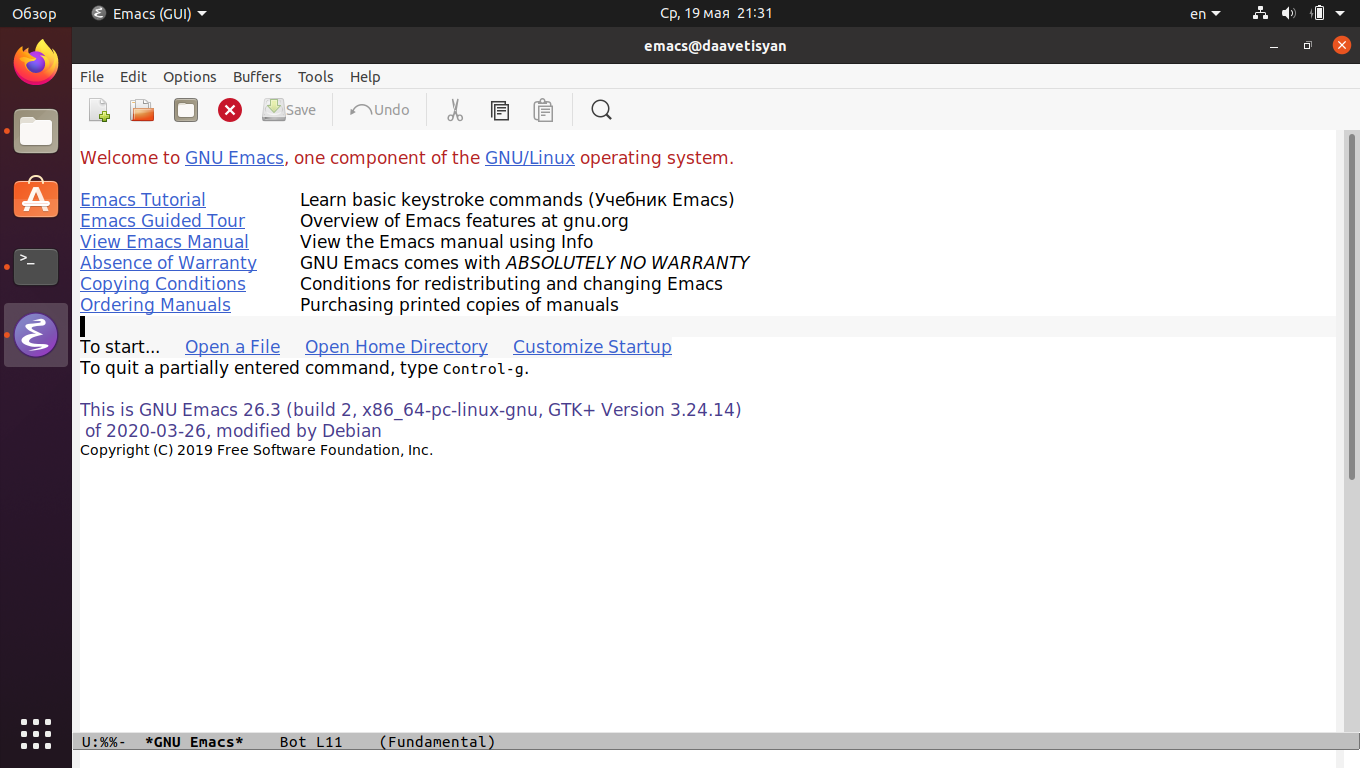 Обзор Emacs (GUI) Ср, 19 мая 21:31 en
emacs@daavetisyan
File Edit Options Buffers Tools Help
Save Undo
Welcome to GNU Emacs, one component of the GNU/Linux operating system.
Emacs Tutorial Learn basic keystroke commands (Учебник Emacs)
Emacs Guided Tour Overview of Emacs features at gnu.org
View Emacs Manual View the Emacs manual using Info
Absence of Warranty GNU Emacs comes with ABSOLUTELY NO WARRANTY
Copying Conditions Conditions for redistributing and changing Emacs
Ordering Manuals Purchasing printed copies of manuals
To start... Open a File Open Home Directory Customize Startup
To quit a partially entered command, type Control-g.
This is GNU Emacs 26.3 (build 2, x86_64-pc-linux-gnu, GTK+ Version 3.24.14)
of 2020-03-26, modified by Debian
Copyright (C) 2019 Free Software Foundation, Inc.
U:%%- *GNU Emacs* Bot L11 (Fundamental)